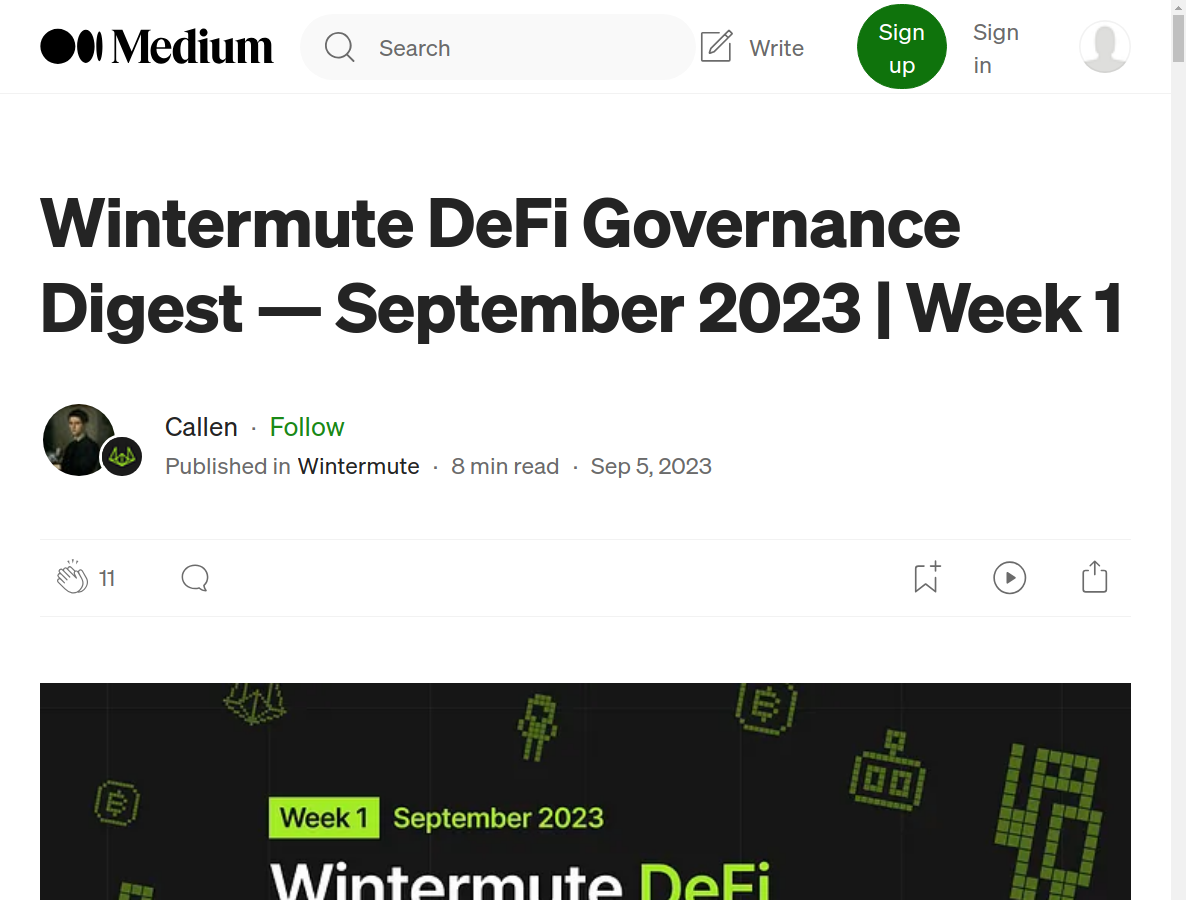 Medium
Search
Write
Sign up
Sign in
Wintermute DeFi Governance
Digest — September 2023 | Week 1
Callen · Follow
Published in Wintermute · 8 min read · Sep 5, 2023
11
Week 1 September 2023
Wintermute DeFi